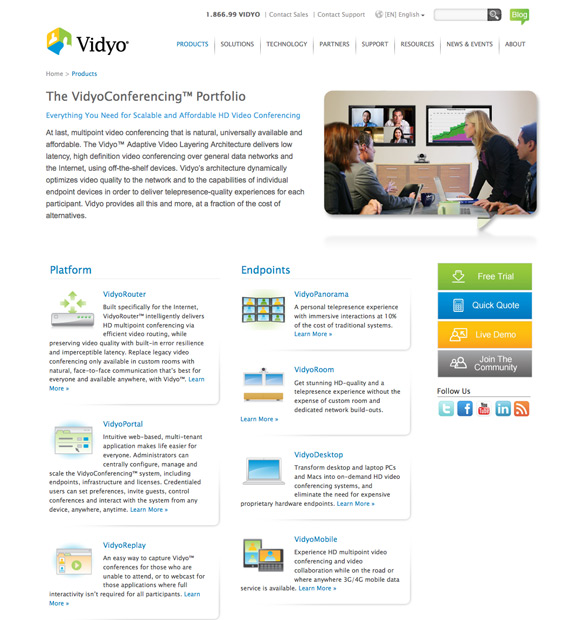 1.866.99 VIDYO | Contact Sales | Contact Support [EN] English
Blog
Vidyo
PRODUCTS SOLUTIONS TECHNOLOGY PARTNERS SUPPORT RESOURCES NEWS & EVENTS ABOUT
Home > Products
The VidyoConferencing™ Portfolio
Everything You Need for Scalable and Affordable HD Video Conferencing
At last, multipoint video conferencing that is natural, universally available and
affordable. The Vidyo™ Adaptive Video Layering Architecture delivers low
latency, high definition video conferencing over general data networks and
the Internet, using off-the-shelf devices. Vidyo's architecture dynamically
optimizes video quality to the network and to the capabilities of individual
endpoint devices in order to deliver telepresence-quality experiences for each
participant. Vidyo provides all this and more, at a fraction of the cost of
alternatives.
Platform
VidyoRouter
Built specifically for the Internet,
VidyoRouter™ intelligently delivers
HD multipoint conferencing via
efficient video routing, while
preserving video quality with built-in error resilience
and imperceptible latency. Replace legacy video
conferencing only available in custom rooms with
natural, face-to-face communication that's best for
everyone and available anywhere, with Vidyo™. Learn
More »
VidyoPortal
Intuitive web-based, multi-tenant
application makes life easier for
everyone. Administrators can
centrally configure, manage and
scale the VidyoConferencing™ system, including
endpoints, infrastructure and licenses. Credentialed
users can set preferences, invite guests, control
conferences and interact with the system from any
device, anywhere, anytime. Learn More »
VidyoReplay
An easy way to capture Vidyo™
conferences for those who are
unable to attend, or to webcast for
those applications where full
interactivity isn't required for all participants. Learn
More »
Endpoints
VidyoPanorama
A personal telepresence experience
with immersive interactions at 10%
of the cost of traditional systems.
Learn More »
VidyoRoom
Get stunning HD-quality and a
telepresence experience without the
expense of custom room and
dedicated network build-outs.
Learn More »
VidyoDesktop
Transform desktop and laptop PCs
and Macs into on-demand HD video
conferencing systems, and
eliminate the need for expensive
proprietary hardware endpoints. Learn More »
VidyoMobile
Experience HD multipoint video
conferencing and video
collaboration while on the road or
where anywhere 3G/4G mobile data
service is available. Learn More »
Free Trial
Quick Quote
Live Demo
Join The
Community
Follow Us
You
Tube